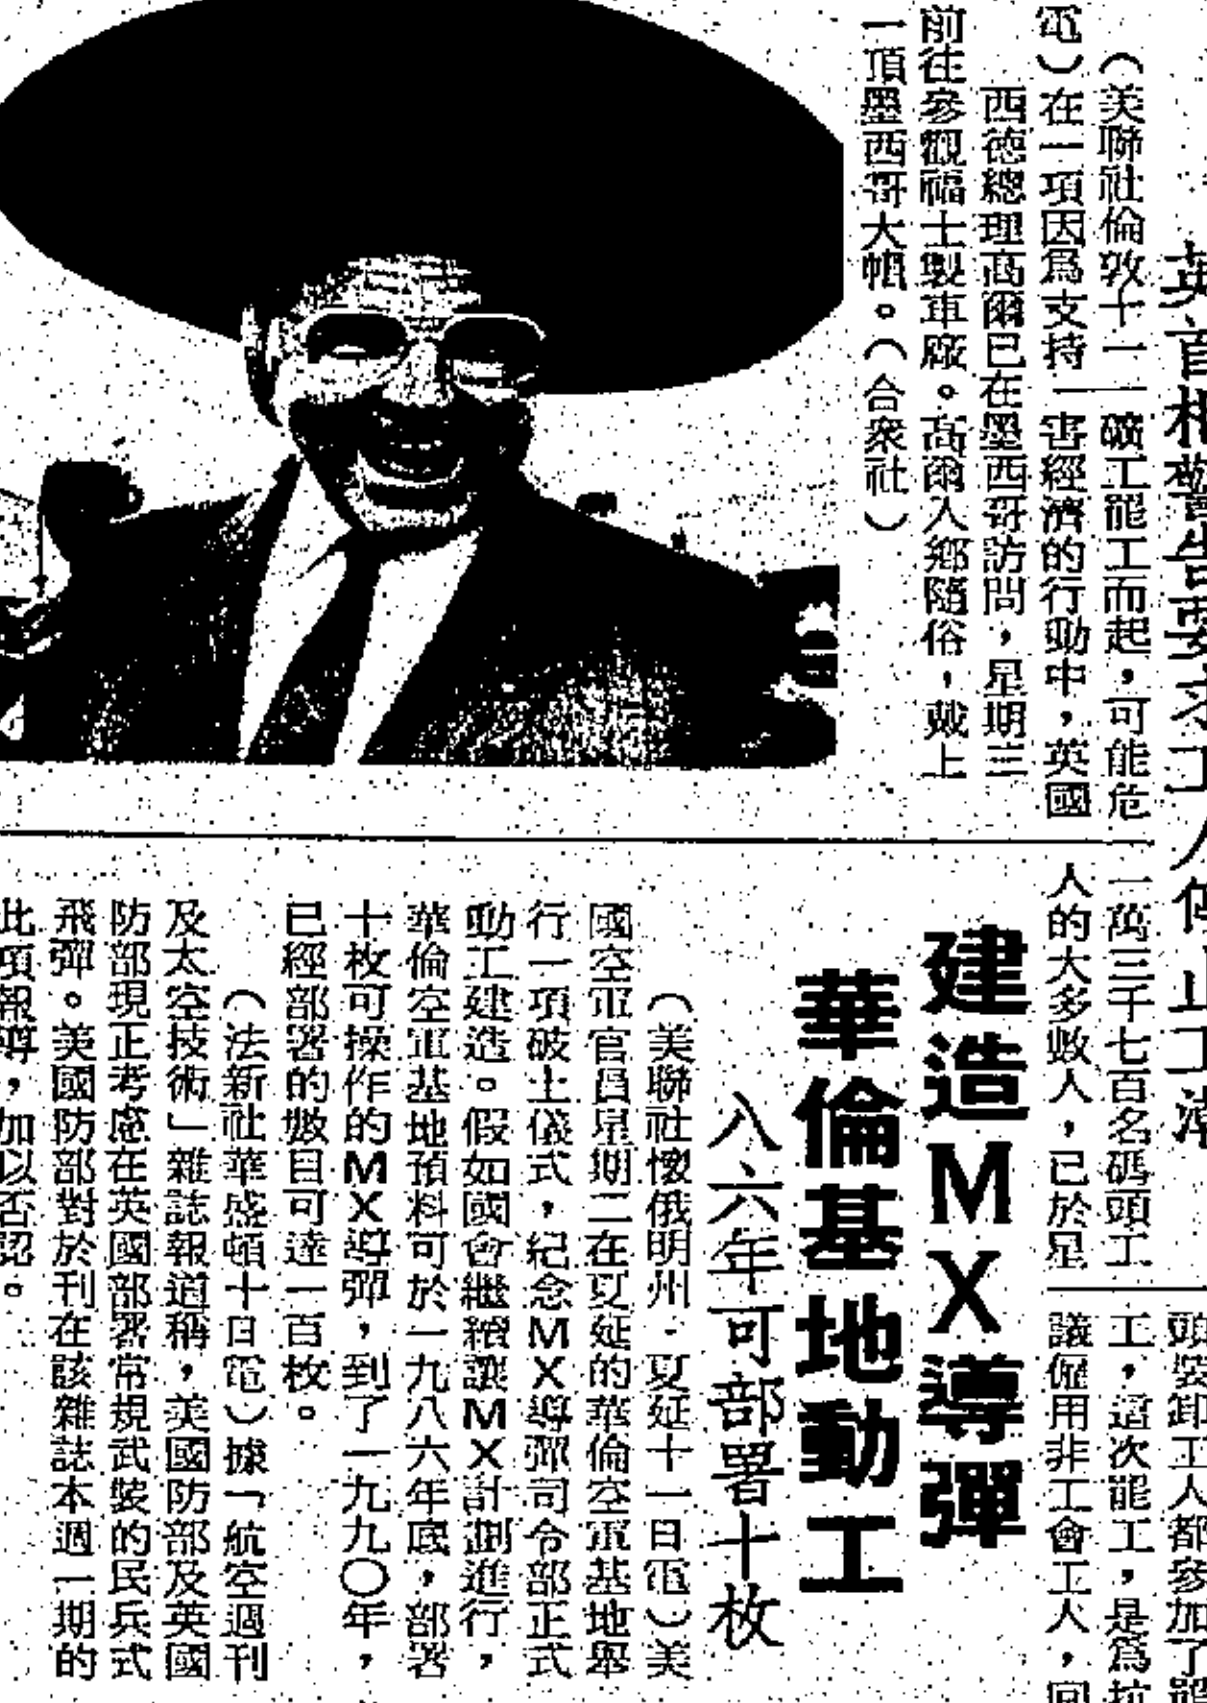 英首相警告要求工人停止工潮
（美聯社倫敦十一
電）在一項因爲支持
礦工罷工而起，可能危
害經濟的行動中，英國
一萬三千七百名碼頭工
人的大多數人，已於星
頭裝卸工人都參加了罷
工，這次罷工，是爲抗
議僱用非工會工人，回
西德總理高爾已在墨西哥訪問，星期三
前往參觀福士製車廠。高爾入鄉隨俗，戴上
一頂墨西哥大帽。（合衆社）
建造MX導彈
華倫基地動工
八六年可部署十枚
（美聯社懷俄明州．夏延十一日電）美
國空軍官員星期二在夏延的華倫空軍基地舉
行一項破土儀式，紀念MX導彈司令部正式
動工建造。假如國會繼續讓MX計劃進行，
華倫空軍基地預料可於一九八六年底，部署
十枚可操作的MX導彈，到了一九九〇年，
已經部署的數目可達一百枚。
（法新社華盛頓十日電）據「航空週刊
及太空技術」雜誌報道稱，美國防部及英國
防部現正考慮在英國部署常規武裝的民兵式
飛彈。美國防部對於刊在該雜誌本週一期的
此項報導，加以否認。